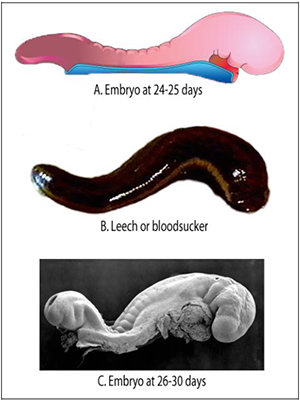 A. Embryo at 24-25 days
B. Leech or bloodsucker
C. Embryo at 26-30 days